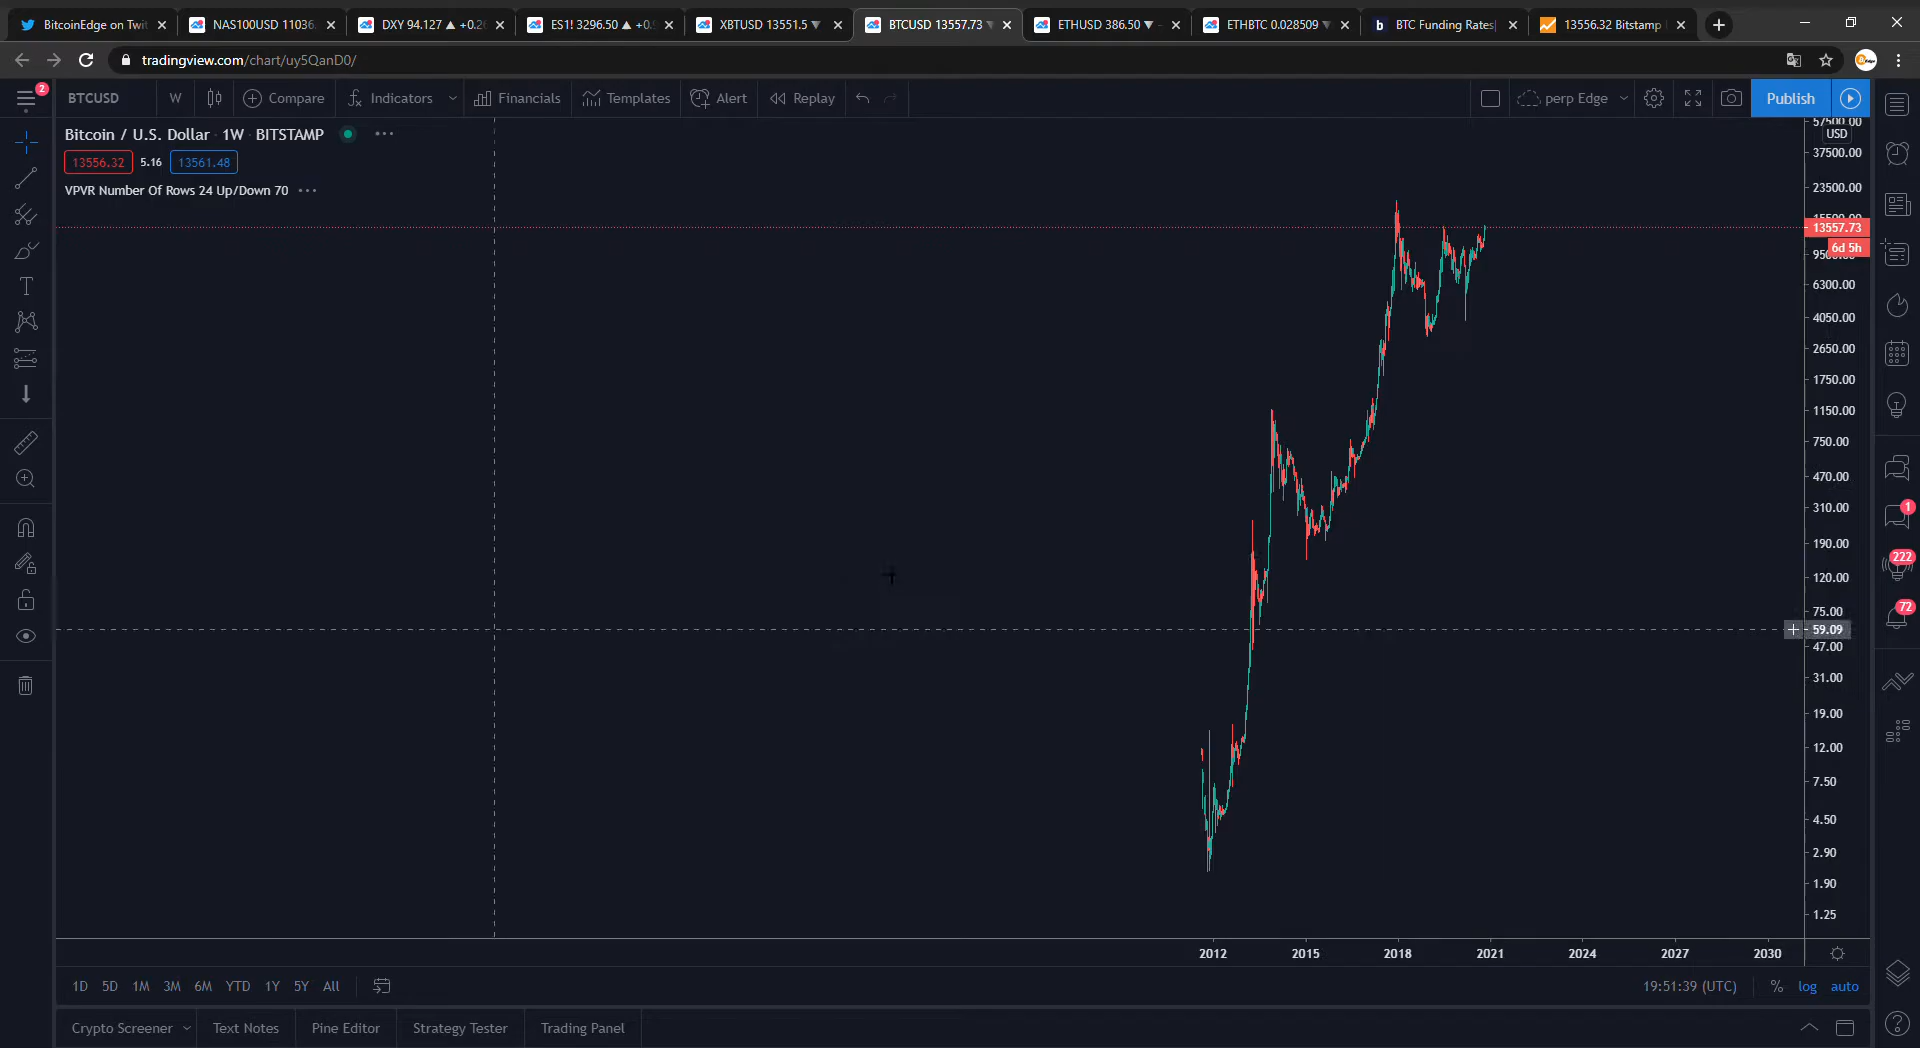 BitcoinEdge on Twit
NAS100USD 11036.
DXY 94.127 ▲ +0.26
ES1! 3296.50 ▲ +0.
XBTUSD 13551.5 ▼
BTCUSD 13557.73 ▼
ETHUSD 386.50 ▼ −
ETHBTC 0.028509 ▼
b BTC Funding Rates|
13556.32 Bitstamp
tradingview.com/chart/uy5QanD0/
2
BTCUSD
W
Compare
Indicators
Financials
Templates
Alert
Replay
perp Edge
Publish
Bitcoin / U.S. Dollar · 1W · BITSTAMP
13556.32 5.16 13561.48
VPVR Number Of Rows 24 Up/Down 70
57500.00
USD
37500.00
23500.00
15500.00
13557.73
6d 5h
6300.00
4050.00
2650.00
1750.00
1150.00
750.00
470.00
310.00
190.00
120.00
75.00
59.09
47.00
31.00
19.00
12.00
7.50
4.50
2.90
1.90
1.25
1
222
72
2012 2015 2018 2021 2024 2027 2030
1D 5D 1M 3M 6M YTD 1Y 5Y All
19:51:39 (UTC) % log auto
Crypto Screener Text Notes Pine Editor Strategy Tester Trading Panel